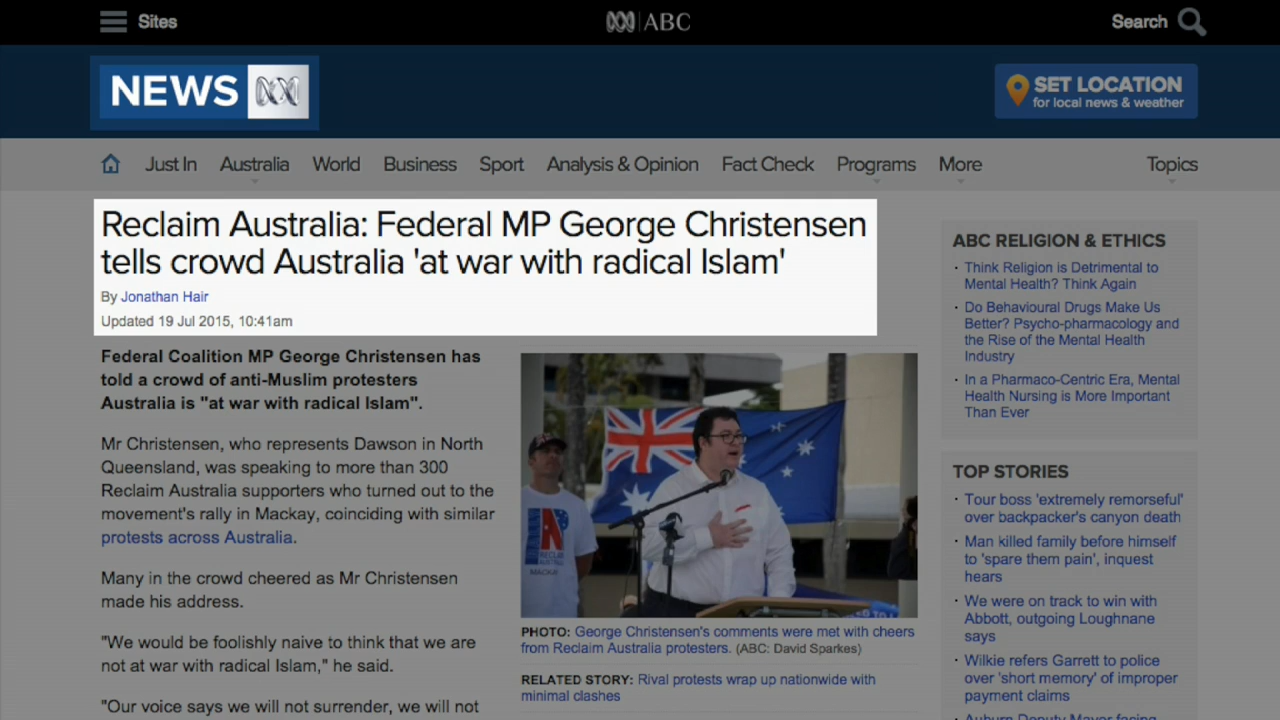 Sites
ABC
Search
NEWS
SET LOCATION
for local news & weather
Just In
Australia
World
Business
Sport
Analysis & Opinion
Fact Check
Programs
More
Topics
Reclaim Australia: Federal MP George Christensen
tells crowd Australia 'at war with radical Islam'
By Jonathan Hair
Updated 19 Jul 2015, 10:41am
Federal Coalition MP George Christensen has
told a crowd of anti-Muslim protesters
Australia is "at war with radical Islam".
Mr Christensen, who represents Dawson in North
Queensland, was speaking to more than 300
Reclaim Australia supporters who turned out to the
movement's rally in Mackay, coinciding with similar
protests across Australia.
Many in the crowd cheered as Mr Christensen
made his address.
"We would be foolishly naive to think that we are
not at war with radical Islam," he said.
"Our voice says we will not surrender, we will not
RECLAIM
AUSTRALIA
MACKAY
PHOTO: George Christensen's comments were met with cheers
from Reclaim Australia protesters. (ABC: David Sparkes)
RELATED STORY: Rival protests wrap up nationwide with
minimal clashes
ABC RELIGION & ETHICS
Think Religion is Detrimental to
Mental Health? Think Again
Do Behavioural Drugs Make Us
Better? Psycho-pharmacology and
the Rise of the Mental Health
Industry
In a Pharmaco-Centric Era, Mental
Health Nursing is More Important
Than Ever
TOP STORIES
Tour boss 'extremely remorseful'
over backpacker's canyon death
Man killed family before himself
to 'spare them pain', inquest
hears
We were on track to win with
Abbott, outgoing Loughnane
says
Wilkie refers Garrett to police
over 'short memory' of improper
payment claims
Auburn Deputy Mayor facing